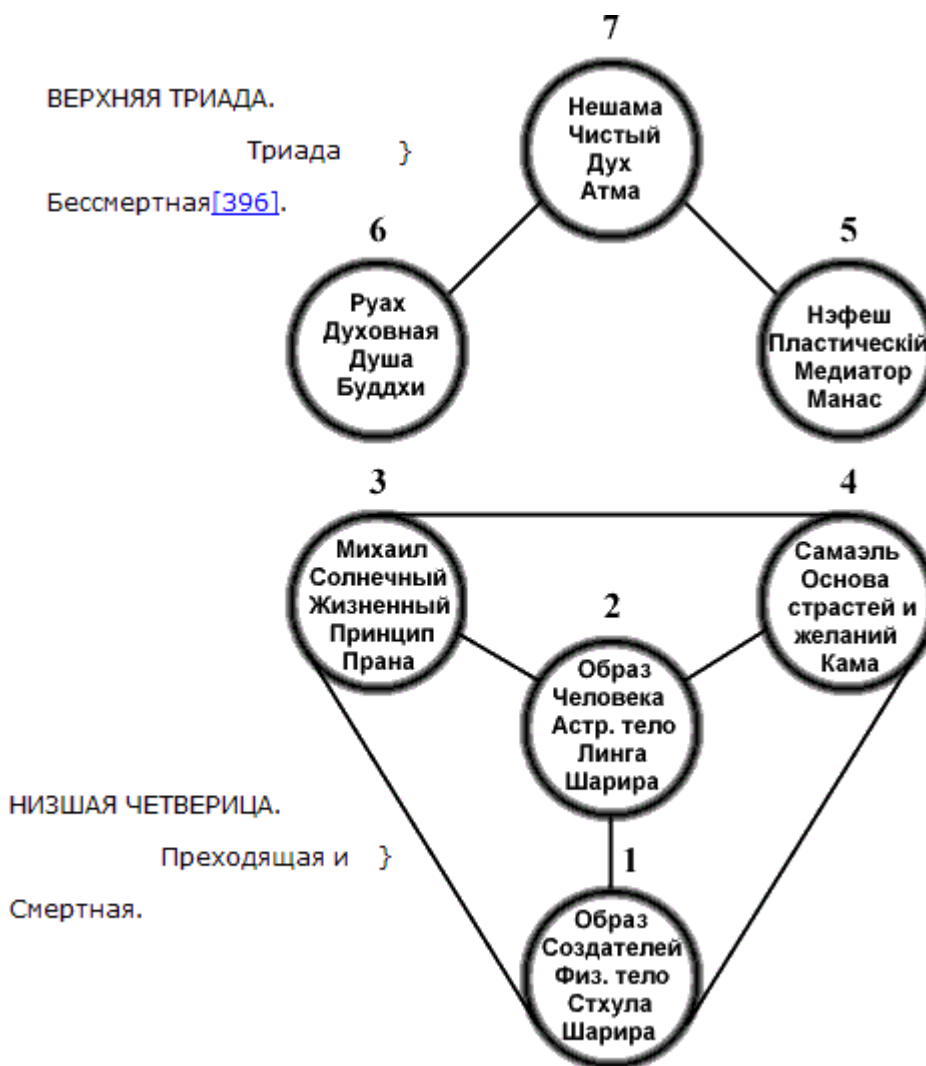 7
ВЕРХНЯЯ ТРИАДА.
Триада }
Бессмертная[396].
Нешама
Чистый
Дух
Атма
6
Руах
Духовная
Душа
Буддхи
5
Нэфеш
Пластическій
Медиатор
Манас
3
Михаил
Солнечный
Жизненный
Принцип
Прана
4
Самаэль
Основа
страстей и
желаний
Кама
2
Образ
Человека
Астр. тело
Линга
Шарира
НИЗШАЯ ЧЕТВЕРИЦА.
Преходящая и }
Смертная.
1
Образ
Создателей
Физ. тело
Стхула
Шарира